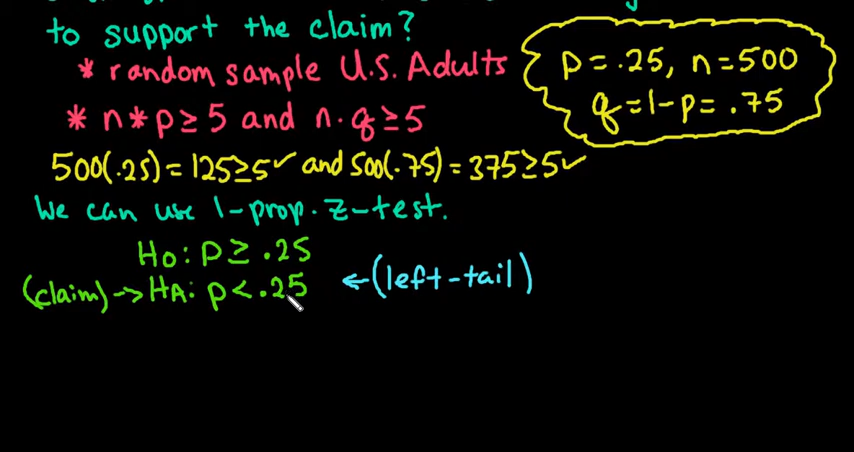 to support the claim?
* random sample U.S. Adults
* n*p≥5 and n·q≥5
p=.25, n=500
q=1-p=.75
500(.25)=125≥5✓ and 500(.75)=375≥5✓
We can use 1-prop. z-test.
Ho: p≥.25
(claim)→HA: p<.25 ←(left-tail)